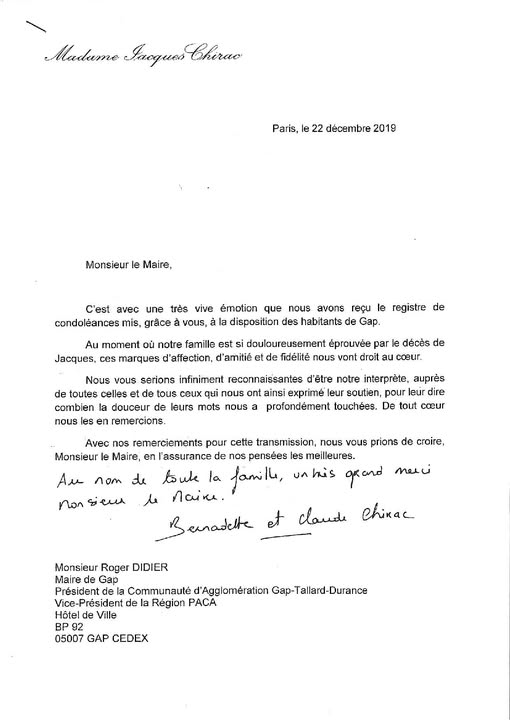 Madame Jacques Chirac
Paris, le 22 décembre 2019
Monsieur le Maire,
C'est avec une très vive émotion que nous avons reçu le registre de
condoléances mis, grâce à vous, à la disposition des habitants de Gap.
Au moment où notre famille est si douloureusement éprouvée par le décès de
Jacques, ces marques d'affection, d'amitié et de fidélité nous vont droit au cœur.
Nous vous serions infiniment reconnaissantes d'être notre interprète, auprès
de toutes celles et de tous ceux qui nous ont ainsi exprimé leur soutien, pour leur dire
combien la douceur de leurs mots nous a profondément touchées. De tout cœur
nous les en remercions.
Avec nos remerciements pour cette transmission, nous vous prions de croire,
Monsieur le Maire, en l'assurance de nos pensées les meilleures.
Au nom de toute la famille, un très grand merci
Monsieur le Maire.
Bernadette et Claude Chirac
Monsieur Roger DIDIER
Maire de Gap
Président de la Communauté d'Agglomération Gap-Tallard-Durance
Vice-Président de la Région PACA
Hôtel de Ville
BP 92
05007 GAP CEDEX